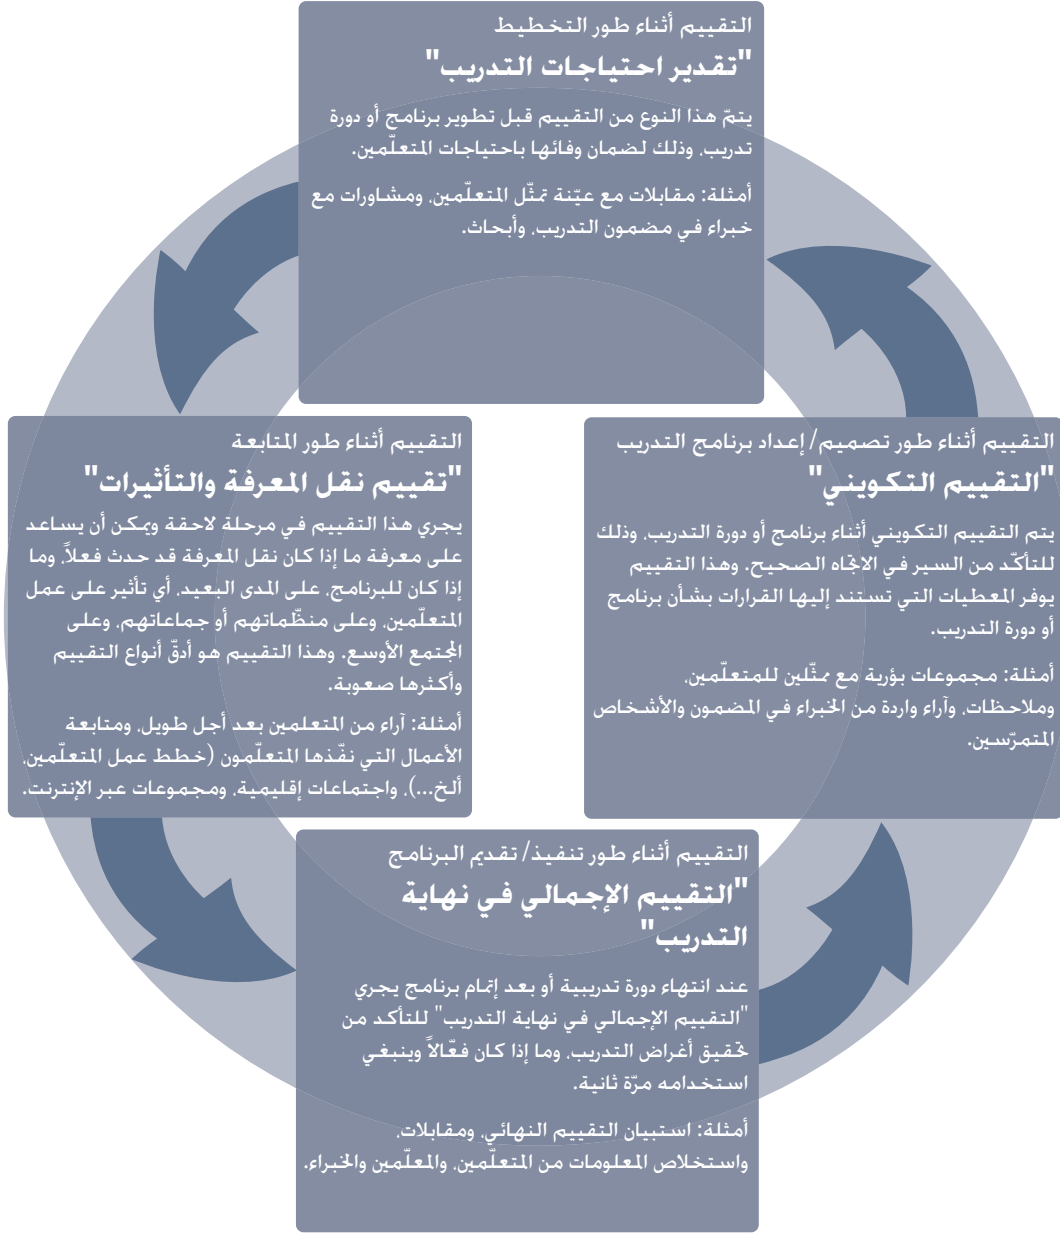 التقييم أثناء طور التخطيط
"تقدير احتياجات التدريب"
يتمّ هذا النوع من التقييم قبل تطوير برنامج أو دورة
تدريب، وذلك لضمان وفائها باحتياجات المتعلّمين.
أمثلة: مقابلات مع عيّنة تمثّل المتعلّمين، ومشاورات مع
خبراء في مضمون التدريب، وأبحاث.
التقييم أثناء طور تصميم/ إعداد برنامج التدريب
"التقييم التكويني"
يتم التقييم التكويني أثناء برنامج أو دورة التدريب، وذلك
للتأكّد من السير في الاتجّاه الصحيح. وهذا التقييم
يوفر المعطيات التي تستند إليها القرارات بشأن برنامج
أو دورة التدريب.
أمثلة: مجموعات بؤرية مع ممثّلين للمتعلّمين،
وملاحظات، وآراء واردة من الخبراء في المضمون والأشخاص
المتمرّسين.
التقييم أثناء طور المتابعة
"تقييم نقل المعرفة والتأثيرات"
يجري هذا التقييم في مرحلة لاحقة ويمكن أن يساعد
على معرفة ما إذا كان نقل المعرفة قد حدث فعلاً، وما
إذا كان للبرنامج، على المدى البعيد، أي تأثير على عمل
المتعلّمين، وعلى منظّماتهم أو جماعاتهم، وعلى
المجتمع الأوسع. وهذا التقييم هو أدقّ أنواع التقييم
وأكثرها صعوبة.
أمثلة: آراء من المتعلمين بعد أجل طويل، ومتابعة
الأعمال التي نفّذها المتعلّمون (خطط عمل المتعلّمين،
ألخ...)، واجتماعات إقليمية، ومجموعات عبر الإنترنت.
التقييم أثناء طور تنفيذ/ تقديم البرنامج
"التقييم الإجمالي في نهاية
التدريب"
عند انتهاء دورة تدريبية أو بعد إتمام برنامج يجري
"التقييم الإجمالي في نهاية التدريب" للتأكد من
تحقيق أغراض التدريب، وما إذا كان فعّالاً وينبغي
استخدامه مرّة ثانية.
أمثلة: استبيان التقييم النهائي، ومقابلات،
واستخلاص المعلومات من المتعلّمين، والمعلّمين والخبراء.